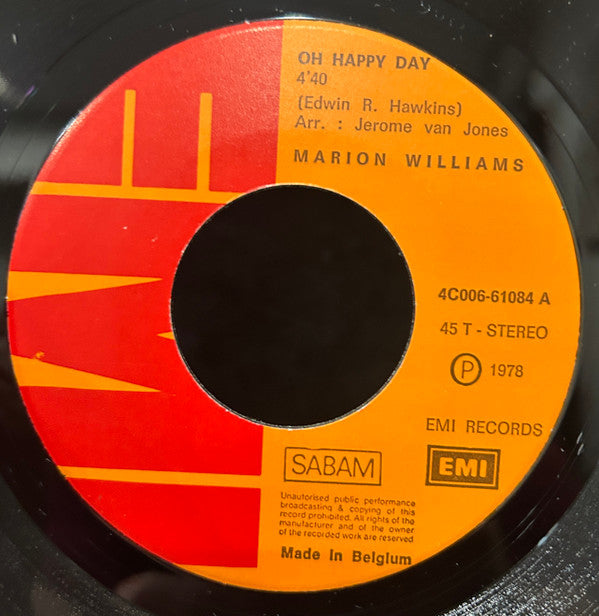 OH HAPPY DAY
4'40
(Edwin R. Hawkins)
Arr. : Jerome van Jones
MARION WILLIAMS
4C006-61084 A
45 T - STEREO
Ⓟ 1978
EMI RECORDS
SABAM
EMI
Unautorised public performance
broadcasting & copying of this
record prohibited. All rights of the
manufacturer and of the owner
of the recorded work are reserved
Made in Belgium
EMI